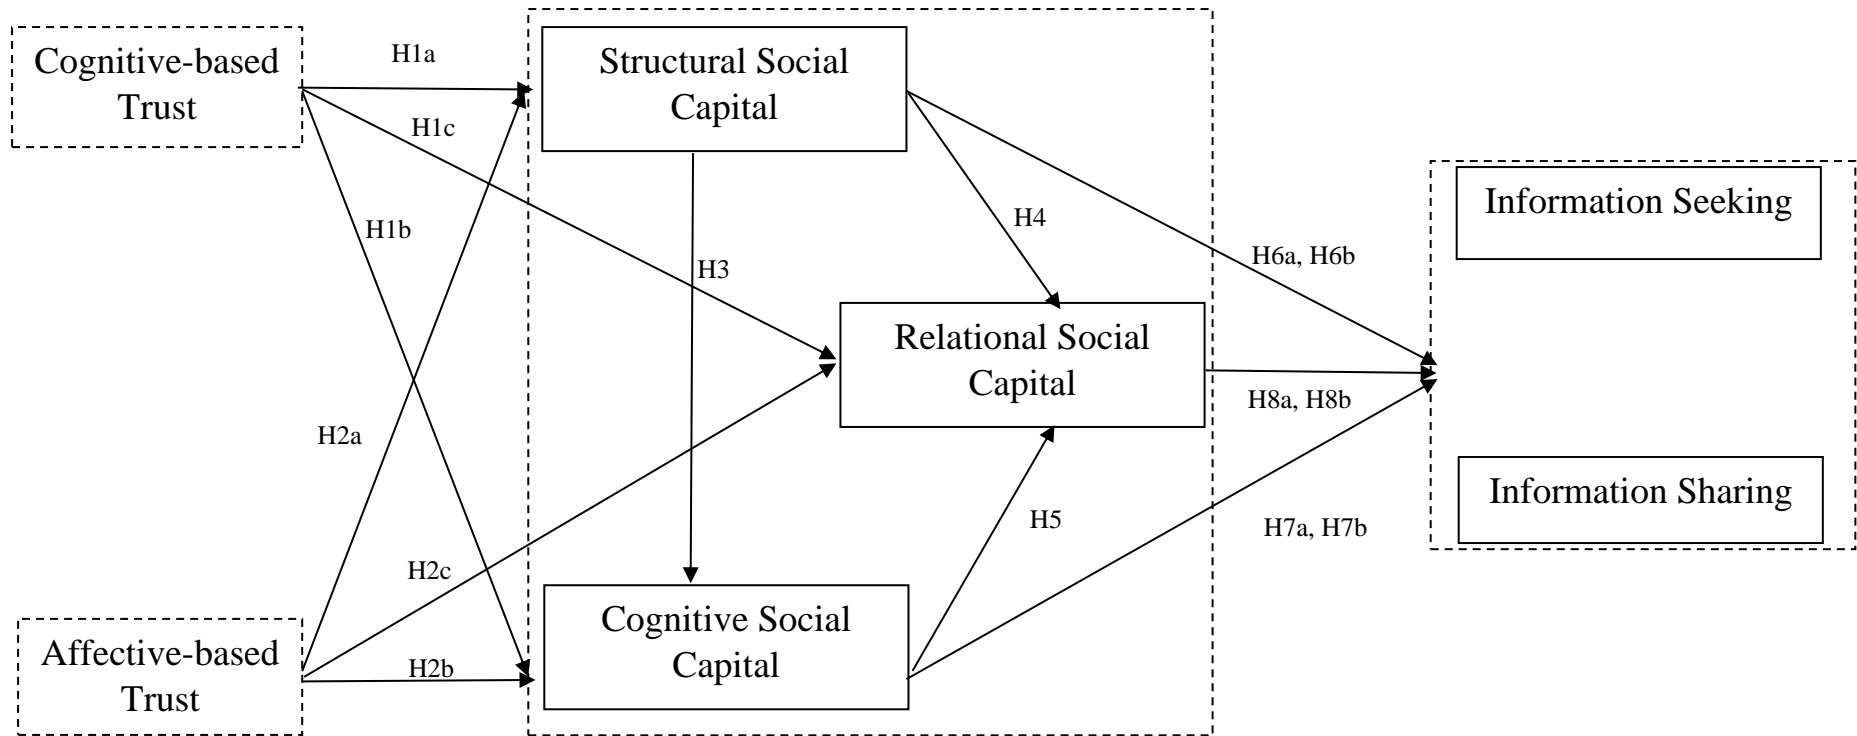 Cognitive-based
Trust
H1a
Structural Social
Capital
H1c
H1b
H3
H4
H6a, H6b
Information Seeking
Relational Social
Capital
H8a, H8b
H2a
H2c
H5
H7a, H7b
Information Sharing
Affective-based
Trust
H2b
Cognitive Social
Capital